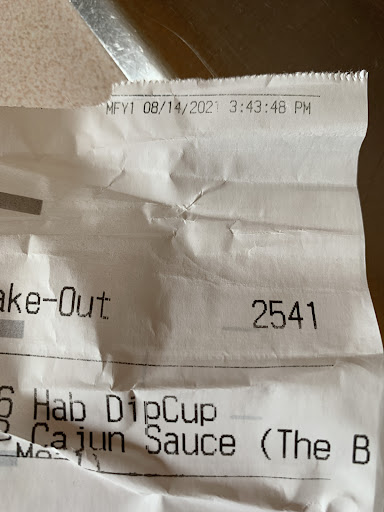 MFY1 08/14/2021 3:43:48 PM
ake-Out 2541
6 Hab DipCup
2 Cajun Sauce (The B